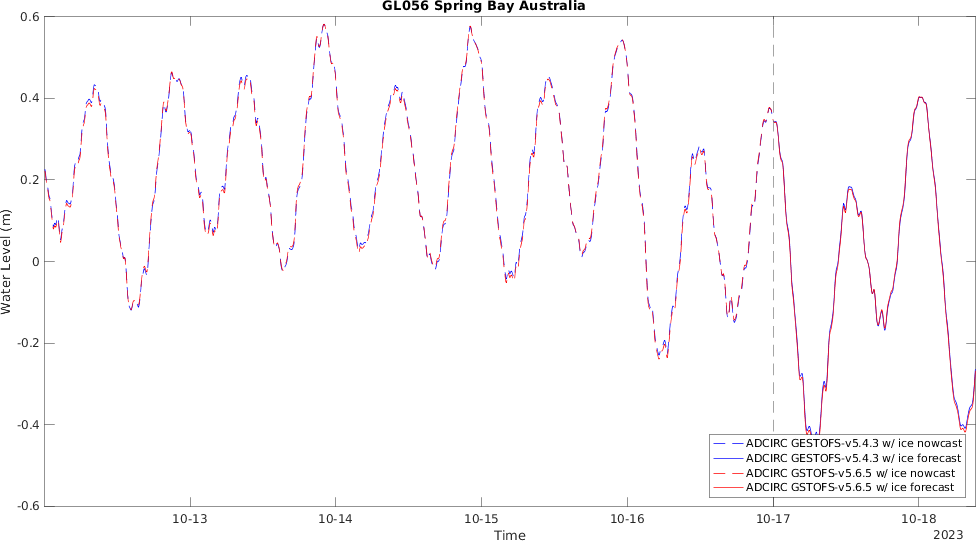 GL056 Spring Bay Australia
Water Level (m)
0.6
0.4
0.2
0
-0.2
-0.4
-0.6
ADCIRC GESTOFS-v5.4.3 w/ ice nowcast
ADCIRC GESTOFS-v5.4.3 w/ ice forecast
ADCIRC GSTOFS-v5.6.5 w/ ice nowcast
ADCIRC GSTOFS-v5.6.5 w/ ice forecast
10-13 10-14 10-15 10-16 10-17 10-18
Time
2023